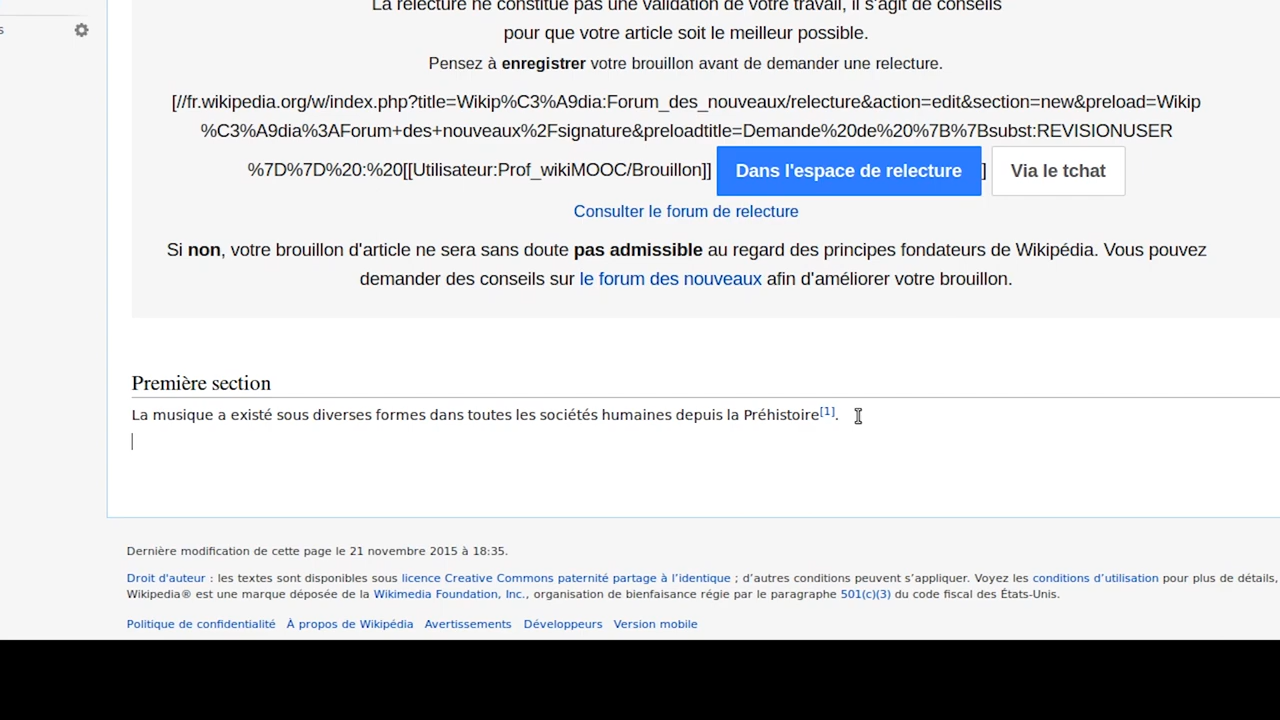 La relecture ne constitue pas une validation de votre travail, il s'agit de conseils
pour que votre article soit le meilleur possible.
Pensez à enregistrer votre brouillon avant de demander une relecture.
[//fr.wikipedia.org/w/index.php?title=Wikip%C3%A9dia:Forum_des_nouveaux/relecture&action=edit&section=new&preload=Wikip
%C3%A9dia%3AForum+des+nouveaux%2Fsignature&preloadtitle=Demande%20de%20%7B%7Bsubst:REVISIONUSER
%7D%7D%20:%20[[Utilisateur:Prof_wikiMOOC/Brouillon]] Dans l'espace de relecture ] Via le tchat
Consulter le forum de relecture
Si non, votre brouillon d'article ne sera sans doute pas admissible au regard des principes fondateurs de Wikipédia. Vous pouvez
demander des conseils sur le forum des nouveaux afin d'améliorer votre brouillon.
Première section
La musique a existé sous diverses formes dans toutes les sociétés humaines depuis la Préhistoire[1].
Dernière modification de cette page le 21 novembre 2015 à 18:35.
Droit d'auteur : les textes sont disponibles sous licence Creative Commons paternité partage à l’identique ; d’autres conditions peuvent s’appliquer. Voyez les conditions d’utilisation pour plus de détails,
Wikipedia® est une marque déposée de la Wikimedia Foundation, Inc., organisation de bienfaisance régie par le paragraphe 501(c)(3) du code fiscal des États-Unis.
Politique de confidentialité À propos de Wikipédia Avertissements Développeurs Version mobile